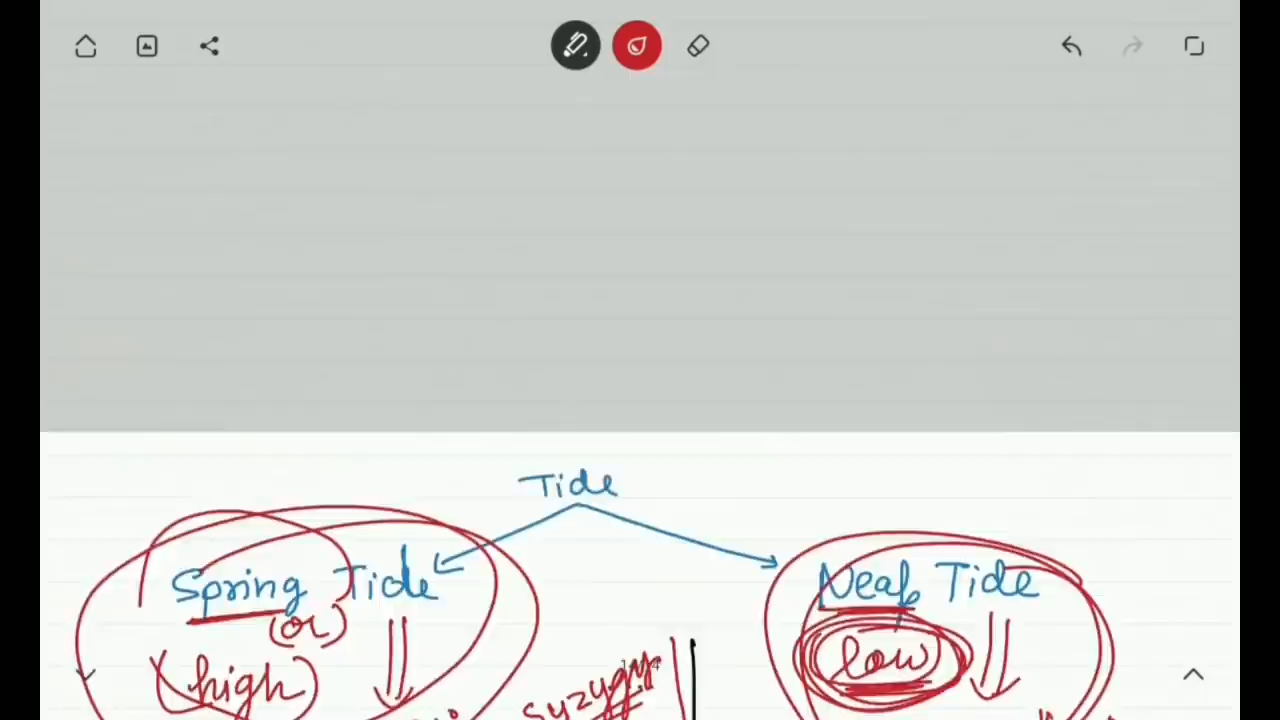 Tide
Spring Tide
(or)
(high)
syzygy
Neap Tide
low